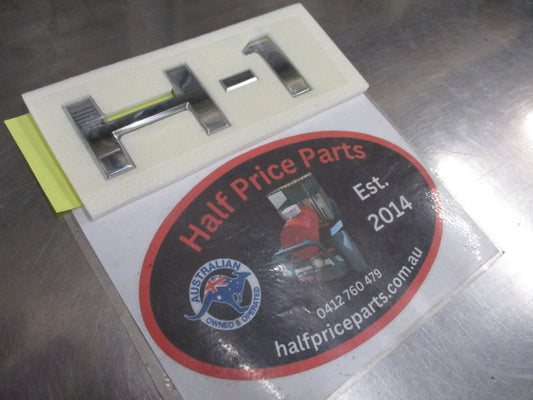 H-1
Half Price Parts
Est.
2014
AUSTRALIAN
OWNED & OPERATED
0412 760 479
halfpriceparts.com.au